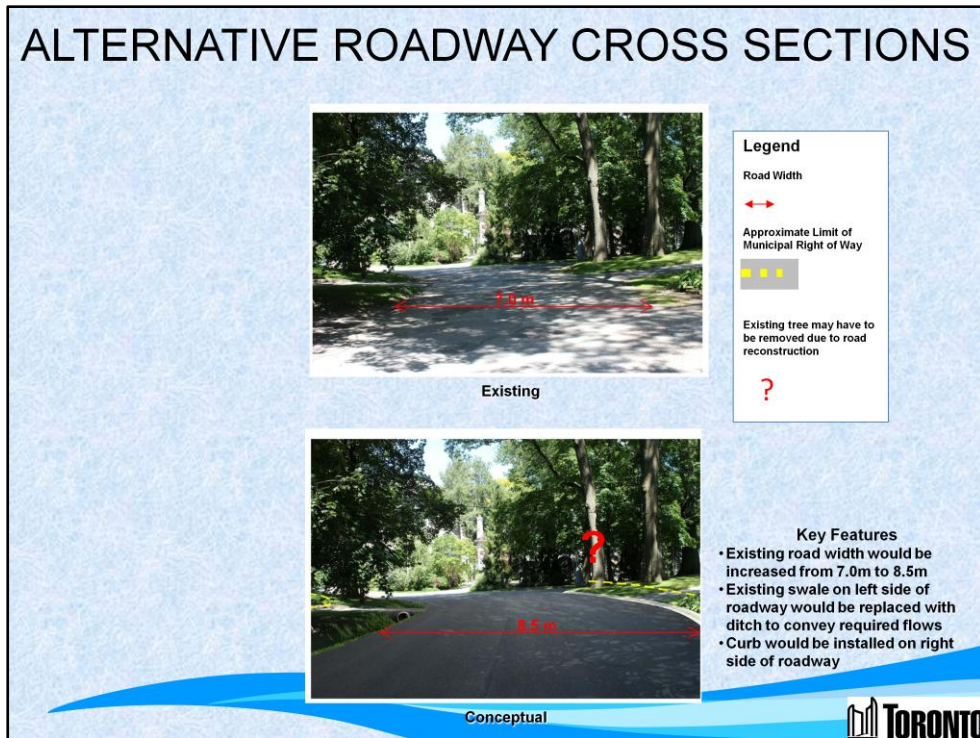 ALTERNATIVE ROADWAY CROSS SECTIONS
7.0 m
Existing
Legend
Road Width
Approximate Limit of
Municipal Right of Way
Existing tree may have to
be removed due to road
reconstruction
?
?
8.5 m
Conceptual
Key Features
• Existing road width would be
increased from 7.0m to 8.5m
• Existing swale on left side of
roadway would be replaced with
ditch to convey required flows
• Curb would be installed on right
side of roadway
TORONTO